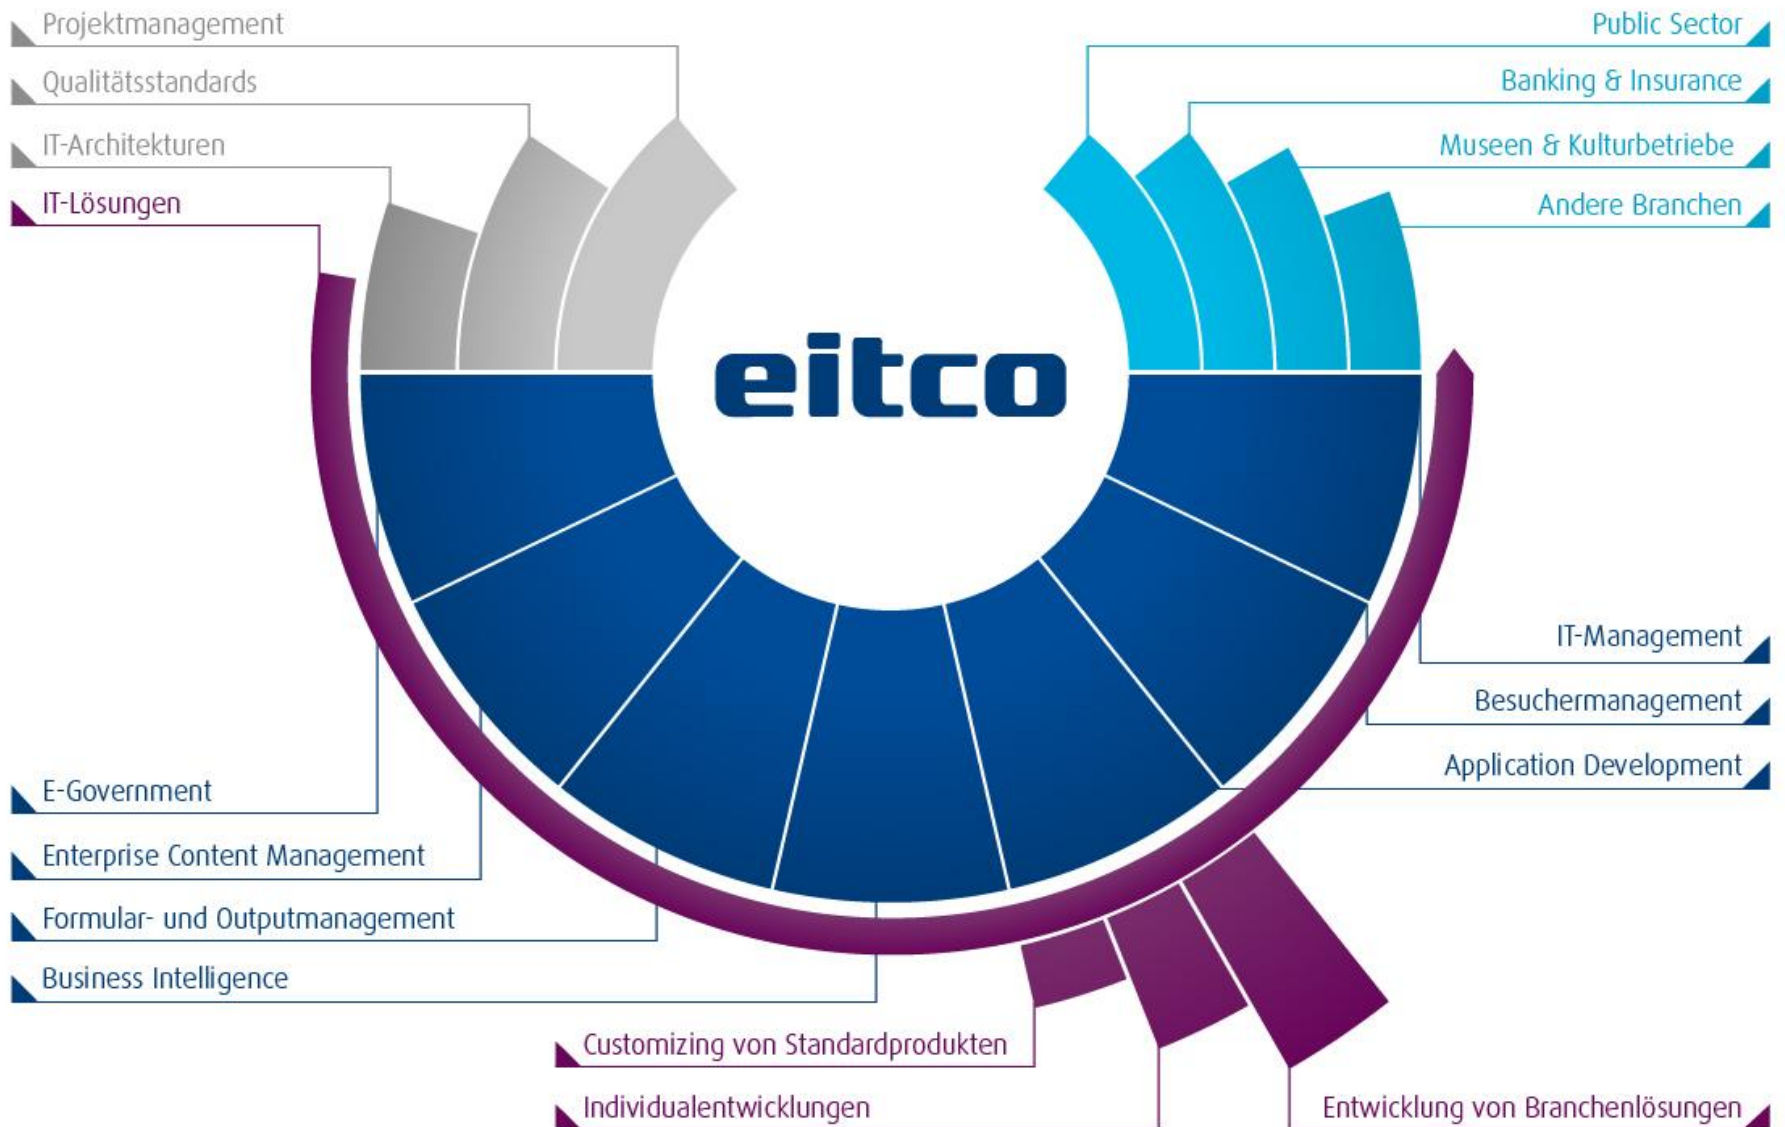 Projektmanagement
Qualitätsstandards
IT-Architekturen
IT-Lösungen
Public Sector
Banking & Insurance
Museen & Kulturbetriebe
Andere Branchen
eitco
E-Government
Enterprise Content Management
Formular- und Outputmanagement
Business Intelligence
IT-Management
Besuchermanagement
Application Development
Customizing von Standardprodukten
Individualentwicklungen
Entwicklung von Branchenlösungen